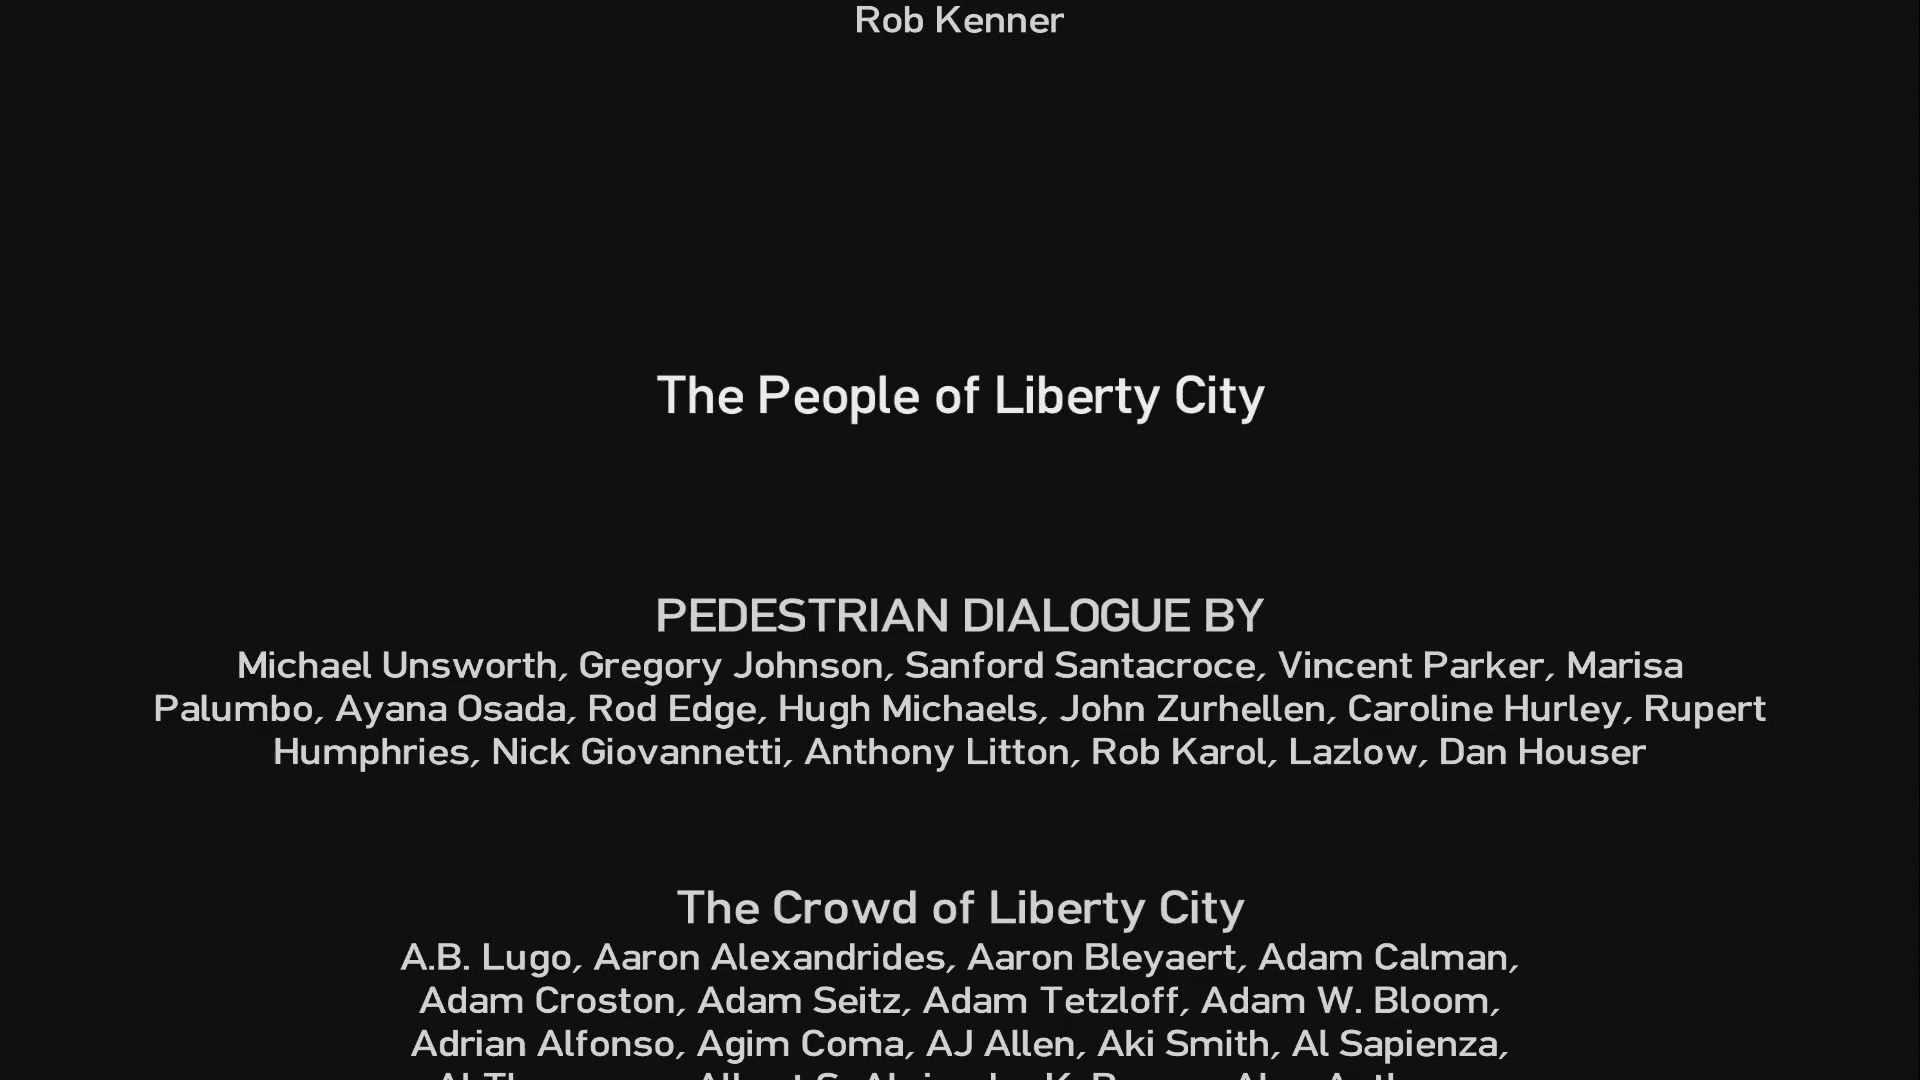 Rob Kenner
The People of Liberty City
PEDESTRIAN DIALOGUE BY
Michael Unsworth, Gregory Johnson, Sanford Santacroce, Vincent Parker, Marisa
Palumbo, Ayana Osada, Rod Edge, Hugh Michaels, John Zurhellen, Caroline Hurley, Rupert
Humphries, Nick Giovannetti, Anthony Litton, Rob Karol, Lazlow, Dan Houser
The Crowd of Liberty City
A.B. Lugo, Aaron Alexandrides, Aaron Bleyaert, Adam Calman,
Adam Croston, Adam Seitz, Adam Tetzloff, Adam W. Bloom,
Adrian Alfonso, Agim Coma, AJ Allen, Aki Smith, Al Sapienza,